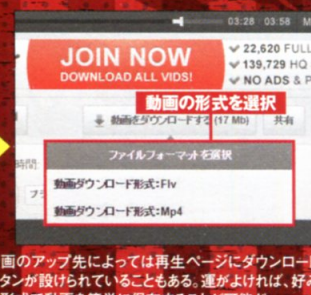 03:28 03:58
JOIN NOW
DOWNLOAD ALL VIDS!
22,620 FULL
139,729 HQ
NO ADS & P
動画の形式を選択
動画をダウンロードする (17 Mb)
共有
ファイルフォーマットを選択
時間:
動画ダウンロード形式:Flv
動画ダウンロード形式:Mp4
画のアップ先によっては再生ページにダウンロード
タンが設けられていることもある。運がよければ、好み